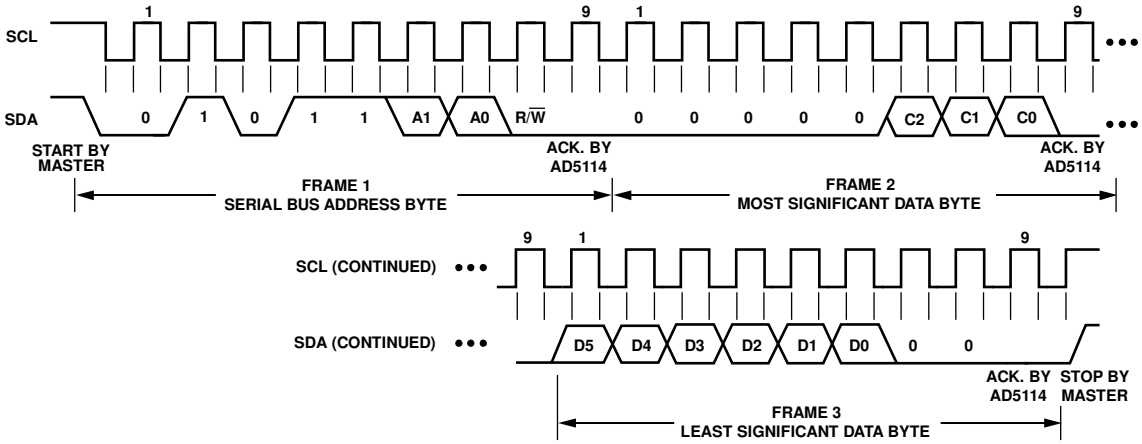 1 9 1 9
SCL
SDA
0 1 0 1 1 A1 A0 R/W̅ 0 0 0 0 0 C2 C1 C0
START BY
MASTER
ACK. BY
AD5114
ACK. BY
AD5114
FRAME 1
SERIAL BUS ADDRESS BYTE
FRAME 2
MOST SIGNIFICANT DATA BYTE
9 1 9
SCL (CONTINUED)
SDA (CONTINUED)
D5 D4 D3 D2 D1 D0 0 0
ACK. BY
AD5114
STOP BY
MASTER
FRAME 3
LEAST SIGNIFICANT DATA BYTE